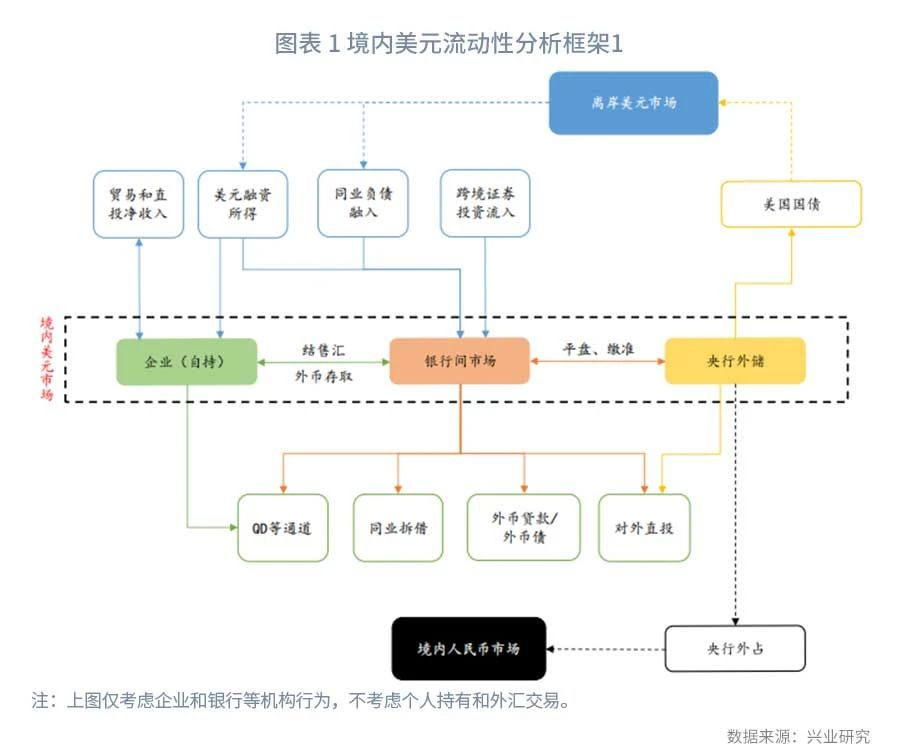 图表 1 境内美元流动性分析框架1
离岸美元市场
贸易和直
投净收入
美元融资
所得
同业负债
融入
跨境证券
投资流入
美国国债
境内美元市场
企业（自持）
结售汇
外币存取
银行间市场
平盘、缴准
央行外储
QD等通道
同业拆借
外币贷款/
外币债
对外直投
境内人民币市场
央行外占
注：上图仅考虑企业和银行等机构行为，不考虑个人持有和外汇交易。
数据来源：兴业研究